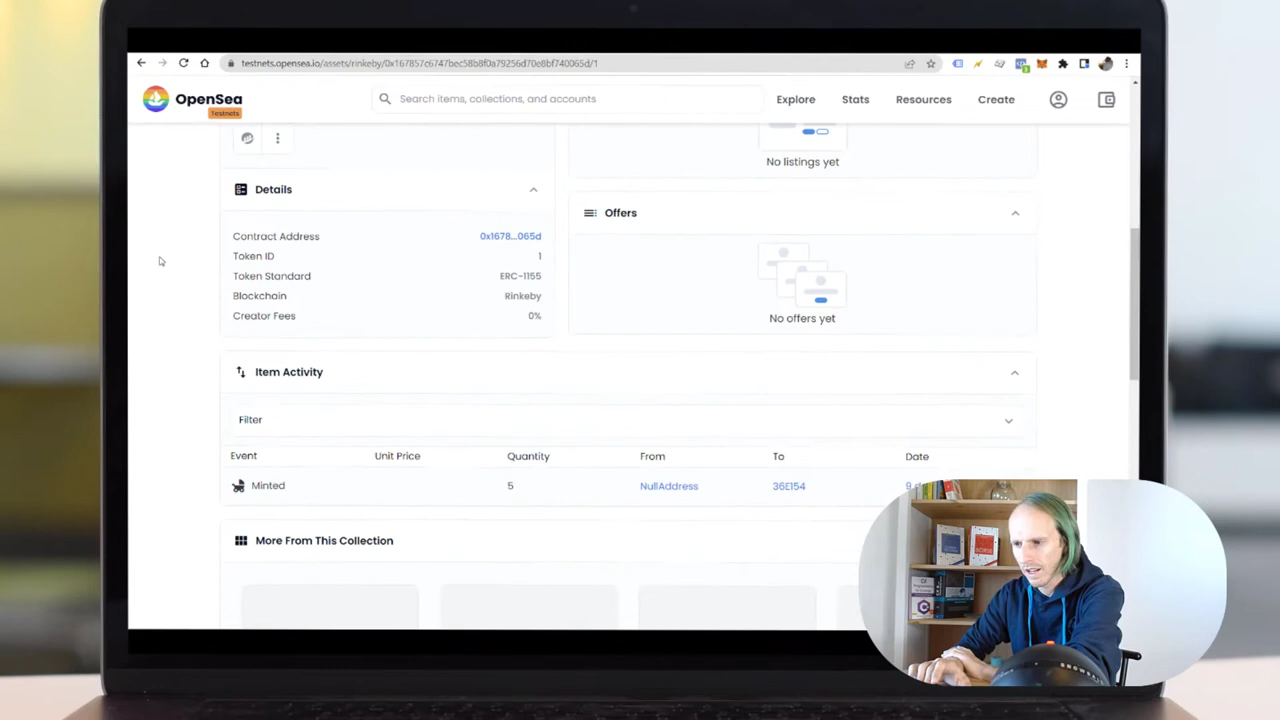 testnets.opensea.io/assets/rinkeby/0x167857c6747bec58b8f0a79256d70e8bf740065d/1
OpenSea
Testnets
Search items, collections, and accounts
Explore
Stats
Resources
Create
No listings yet
Details
Offers
Contract Address 0x1678...065d
Token ID 1
Token Standard ERC-1155
Blockchain Rinkeby
Creator Fees 0%
No offers yet
Item Activity
Filter
Event Unit Price Quantity From To Date
Minted 5 NullAddress 36E154 9
More From This Collection